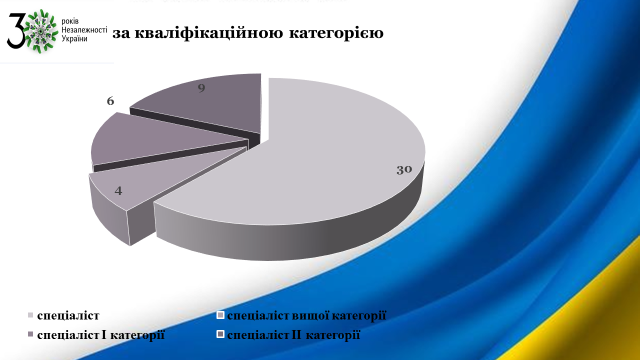 30
років
Незалежності
України
за кваліфікаційною категорією
9
6
30
4
спеціаліст
спеціаліст вищої категорії
спеціаліст І категорії
спеціаліст ІІ категорії